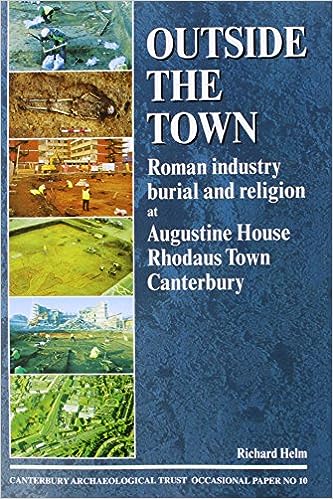 OUTSIDE
THE
TOWN
Roman industry
burial and religion
at
Augustine House
Rhodaus Town
Canterbury
Richard Helm
CANTERBURY ARCHAEOLOGICAL TRUST OCCASIONAL PAPER NO 10